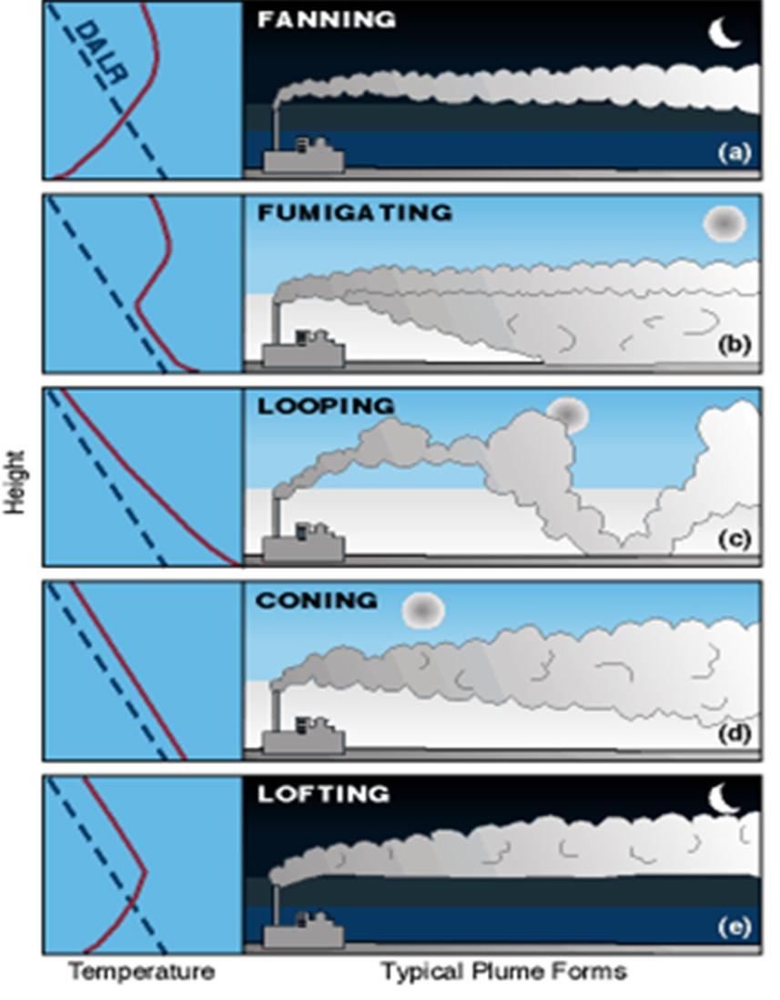 FANNING
DALR
(a)
FUMIGATING
(b)
LOOPING
(c)
Height
CONING
(d)
LOFTING
(e)
Temperature
Typical Plume Forms